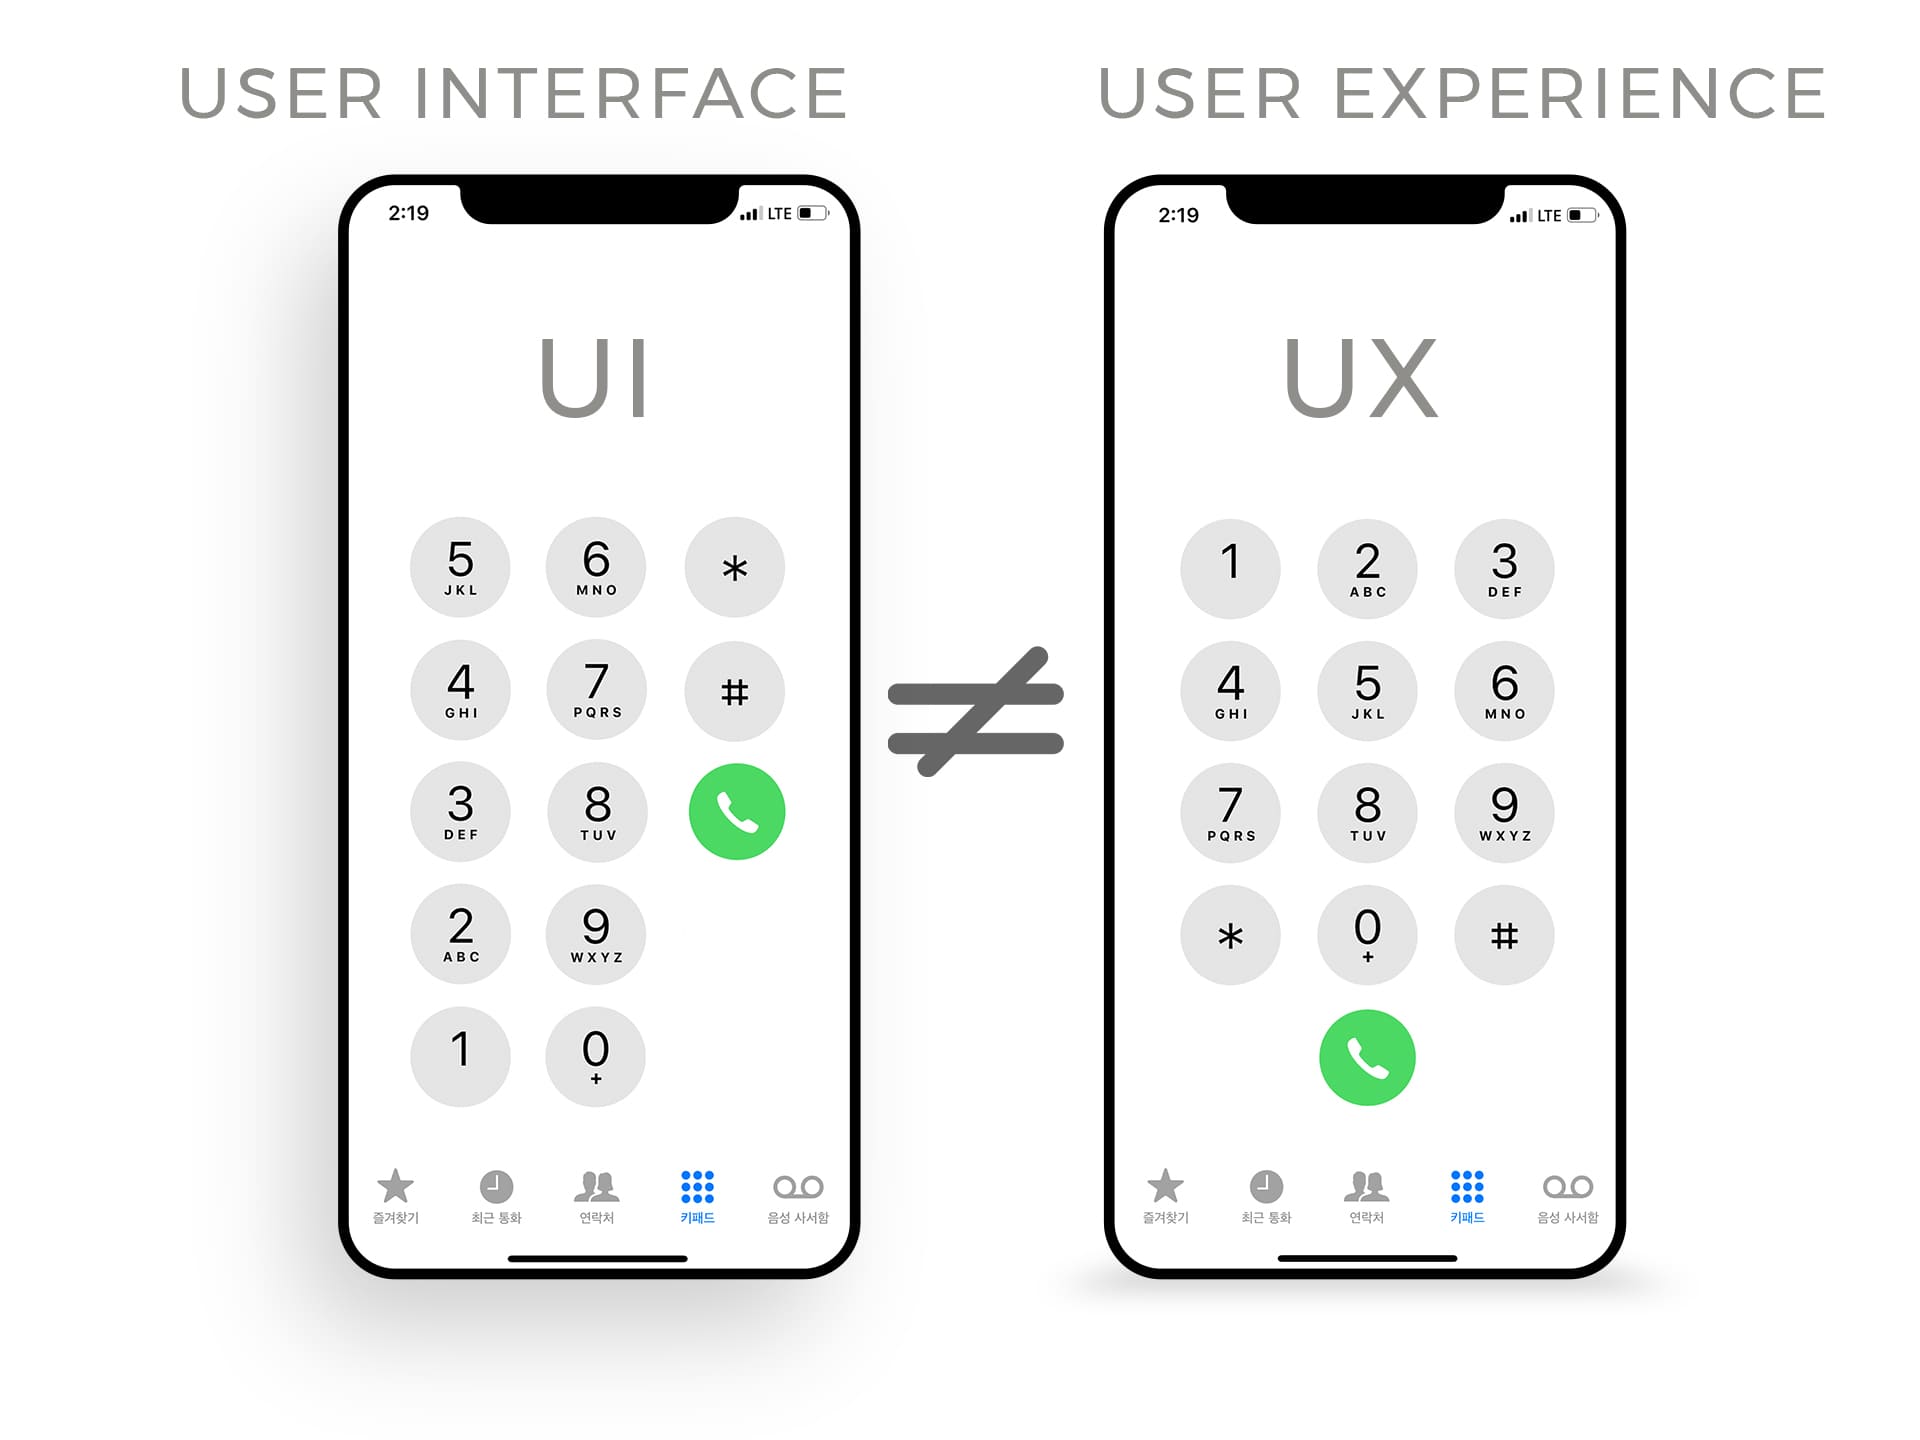 USER INTERFACE
2:19
LTE
UI
5 6 *
JKL MNO
4 7 #
GHI PQRS
3 8
DEF TUV
2 9
ABC WXYZ
1 0
+
즐겨찾기 최근 통화 연락처 키패드 음성 사서함
≠
USER EXPERIENCE
2:19
LTE
UX
1 2 3
ABC DEF
4 5 6
GHI JKL MNO
7 8 9
PQRS TUV WXYZ
* 0 #
+
즐겨찾기 최근 통화 연락처 키패드 음성 사서함